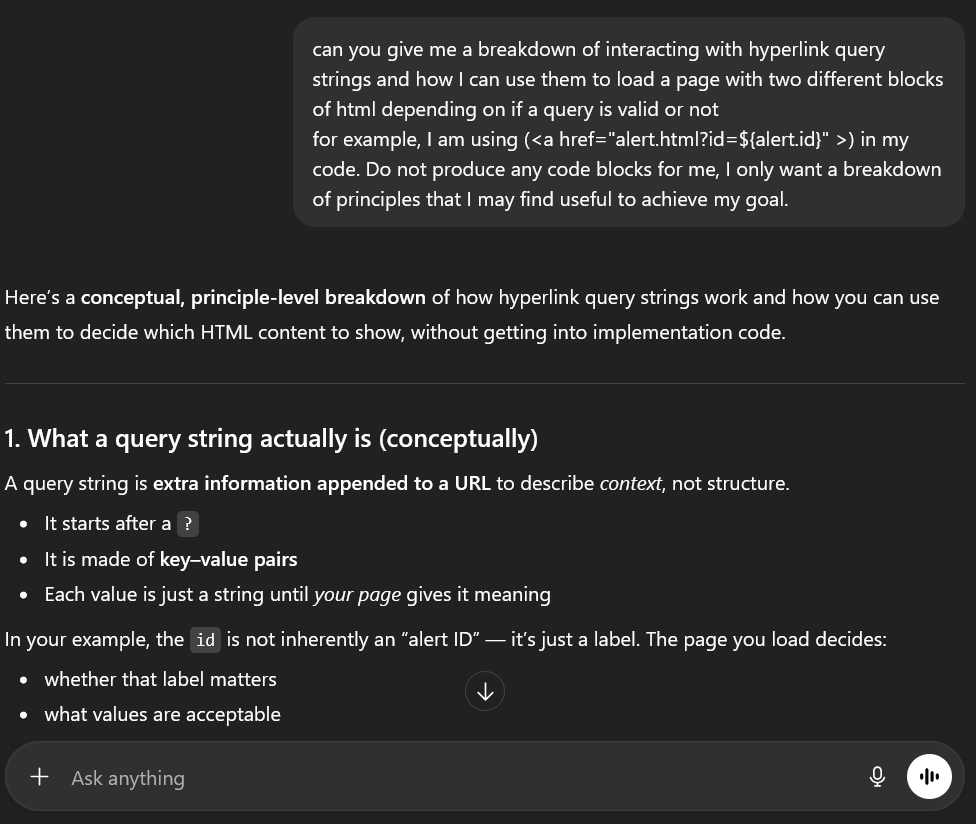 can you give me a breakdown of interacting with hyperlink query
strings and how I can use them to load a page with two different blocks
of html depending on if a query is valid or not
for example, I am using (<a href="alert.html?id=${alert.id}" >) in my
code. Do not produce any code blocks for me, I only want a breakdown
of principles that I may find useful to achieve my goal.
Here’s a conceptual, principle-level breakdown of how hyperlink query strings work and how you can use
them to decide which HTML content to show, without getting into implementation code.
1. What a query string actually is (conceptually)
A query string is extra information appended to a URL to describe context, not structure.
• It starts after a ?
• It is made of key–value pairs
• Each value is just a string until your page gives it meaning
In your example, the id is not inherently an “alert ID” — it’s just a label. The page you load decides:
• whether that label matters
• what values are acceptable
Ask anything